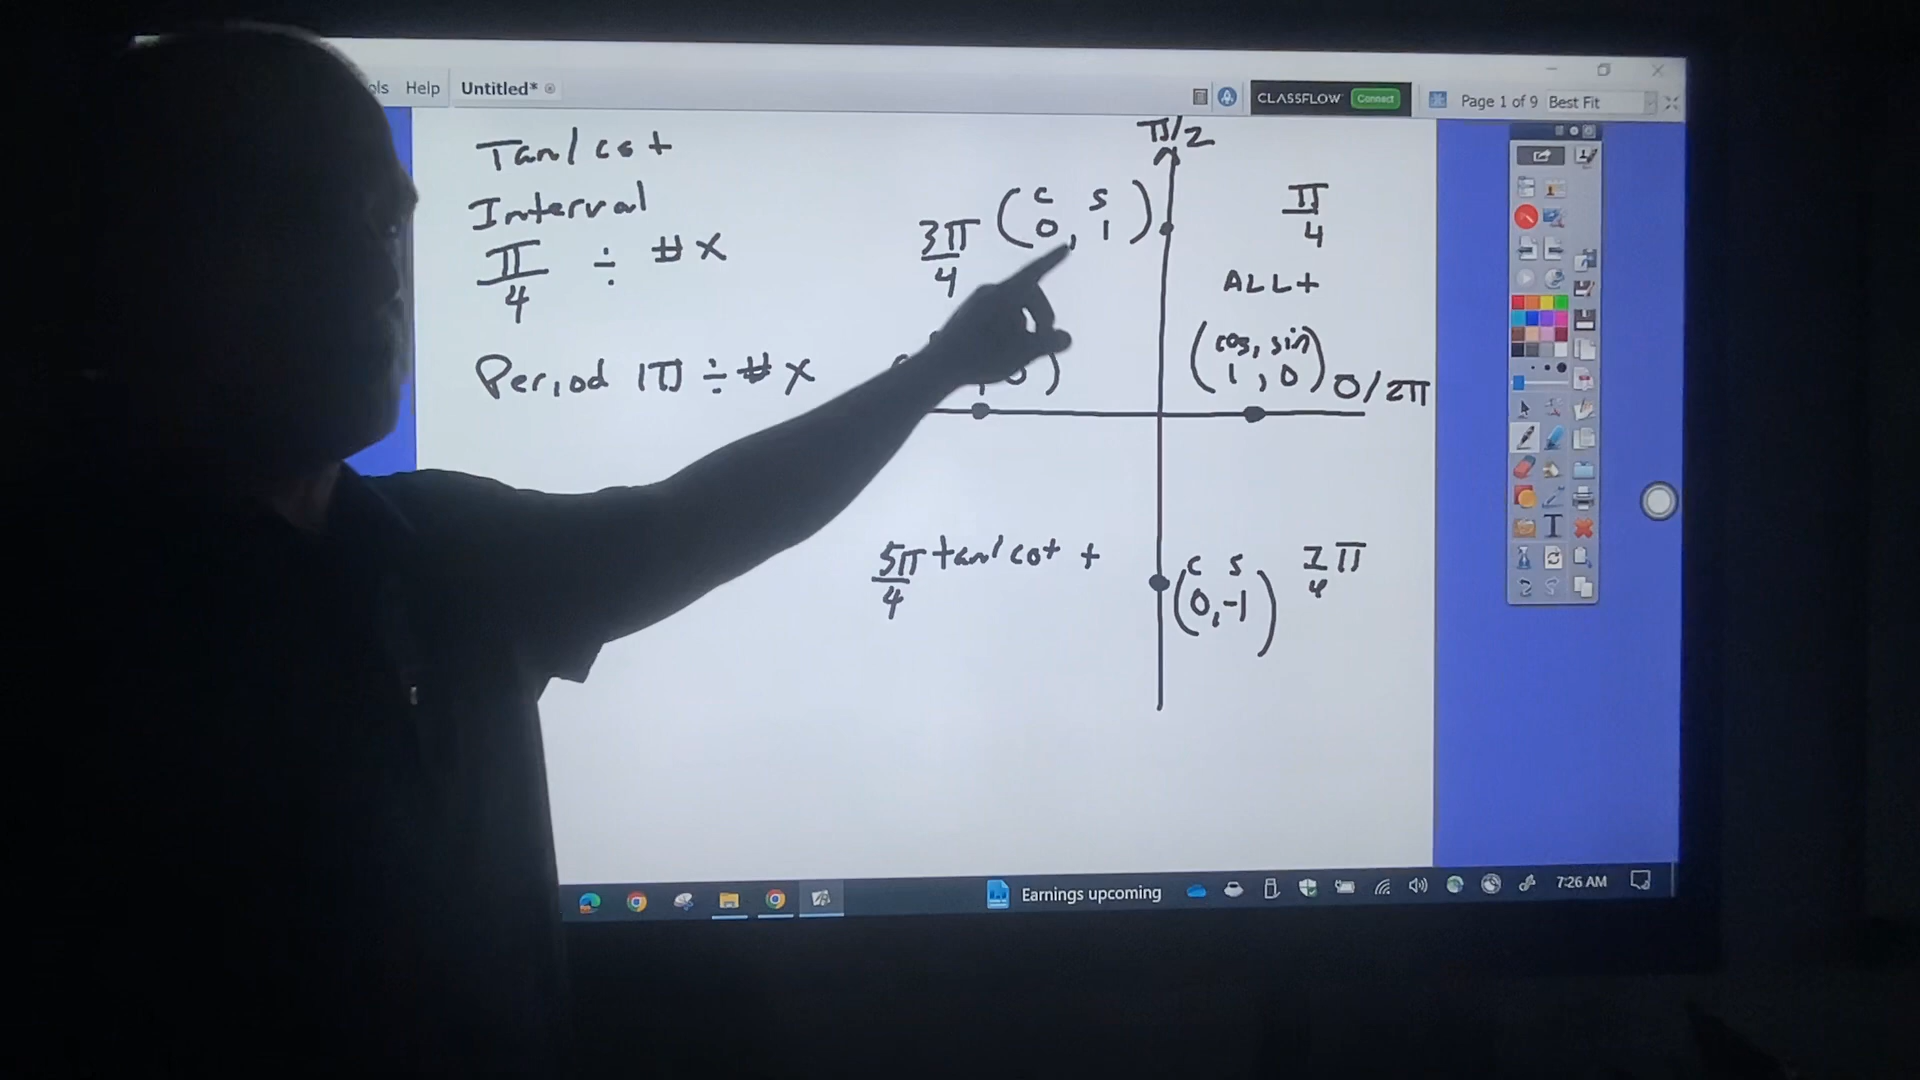 ols Help Untitled*
CLASSFLOW Connect
Page 1 of 9 Best Fit
Tan/cot
Interval
π/4 ÷ #x
Period 1π ÷ #x
π/2
3π/4
(c s
0, 1)
π/4
ALL+
(cos, sin
1, 0)
0/2π
, 0)
5π/4
tan/cot +
(c s
0, -1)
7π/4
Earnings upcoming
7:26 AM